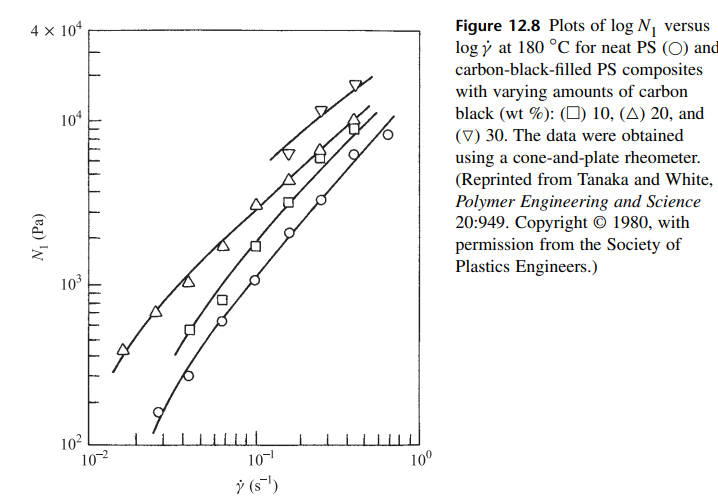 4 × 10⁴
10⁴
10³
10²
N₁ (Pa)
10⁻²
10⁻¹
10⁰
γ̇ (s⁻¹)
Figure 12.8 Plots of log N₁ versus
log γ̇ at 180 °C for neat PS (○) and
carbon-black-filled PS composites
with varying amounts of carbon
black (wt %): (□) 10, (△) 20, and
(▽) 30. The data were obtained
using a cone-and-plate rheometer.
(Reprinted from Tanaka and White,
Polymer Engineering and Science
20:949. Copyright © 1980, with
permission from the Society of
Plastics Engineers.)